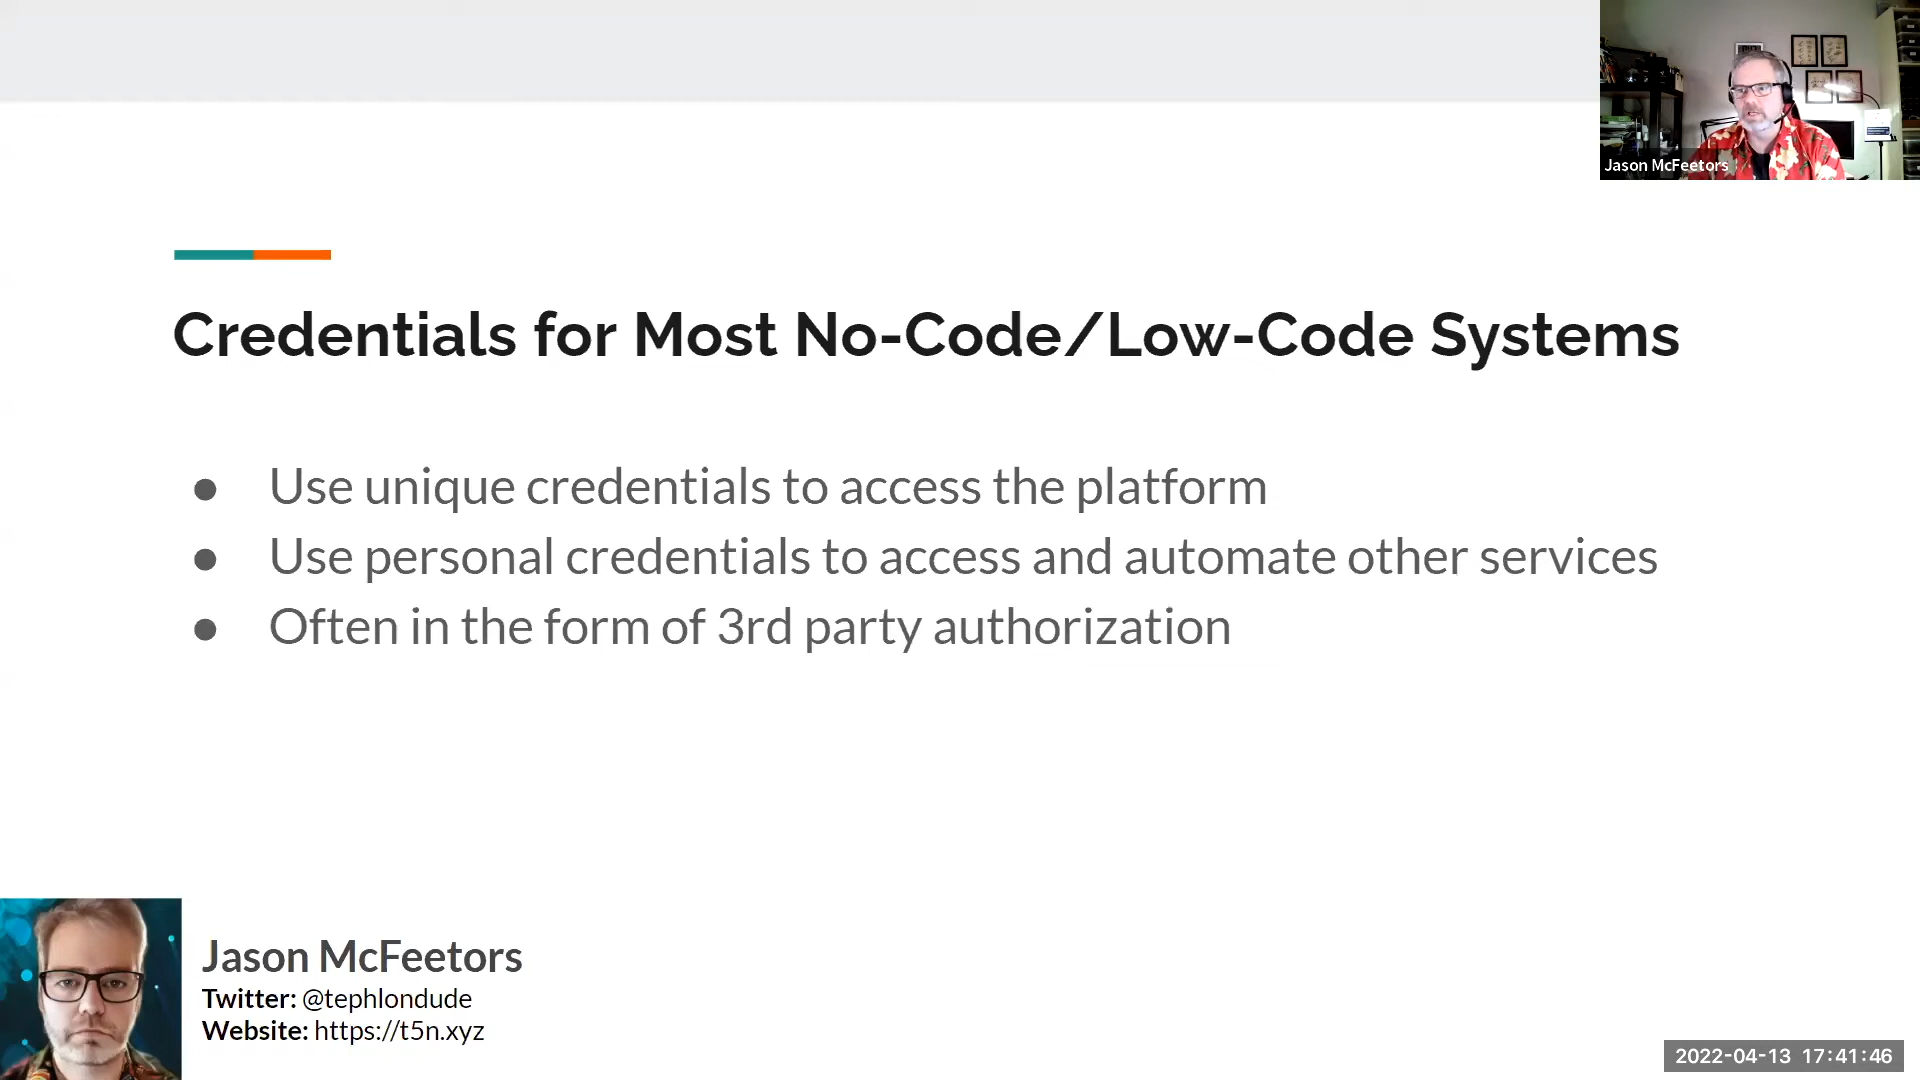 Jason McFeetors
Credentials for Most No-Code/Low-Code Systems
● Use unique credentials to access the platform
● Use personal credentials to access and automate other services
● Often in the form of 3rd party authorization
Jason McFeetors
Twitter: @tephlondude
Website: https://t5n.xyz
2022-04-13 17:41:46